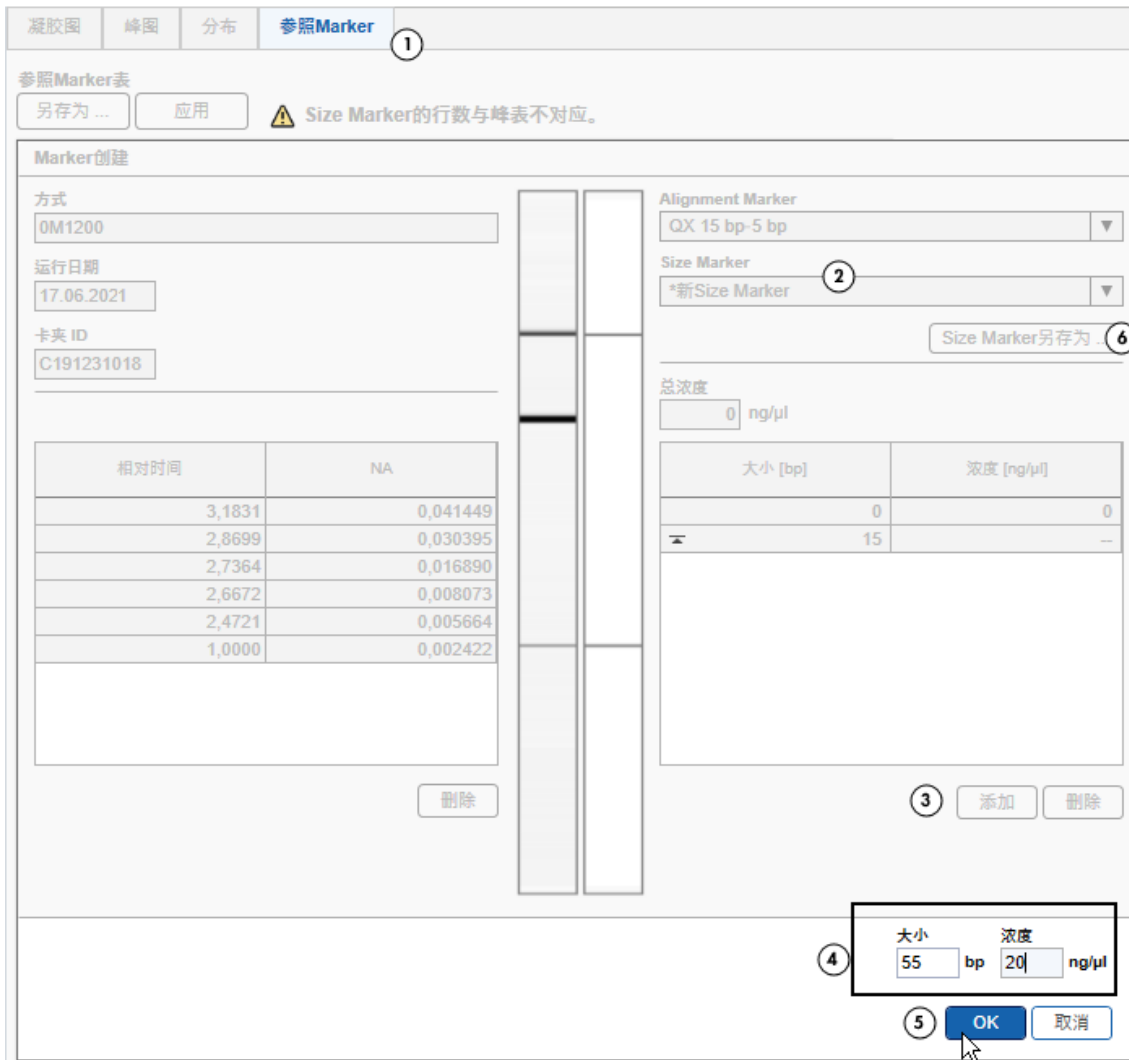 凝胶图 峰图 分布 参照Marker
1
参照Marker表
另存为 ... 应用 Size Marker的行数与峰表不对应。
Marker创建
方式
0M1200
运行日期
17.06.2021
卡夹 ID
C191231018
相对时间 NA
3,1831 0,041449
2,8699 0,030395
2,7364 0,016890
2,6672 0,008073
2,4721 0,005664
1,0000 0,002422
删除
Alignment Marker
QX 15 bp-5 bp
Size Marker
2
*新Size Marker
Size Marker另存为 ..
6
总浓度
0 ng/µl
大小 [bp] 浓度 [ng/µl]
0 0
15 --
3 添加 删除
大小 浓度
4 55 bp 20 ng/µl
5 OK 取消